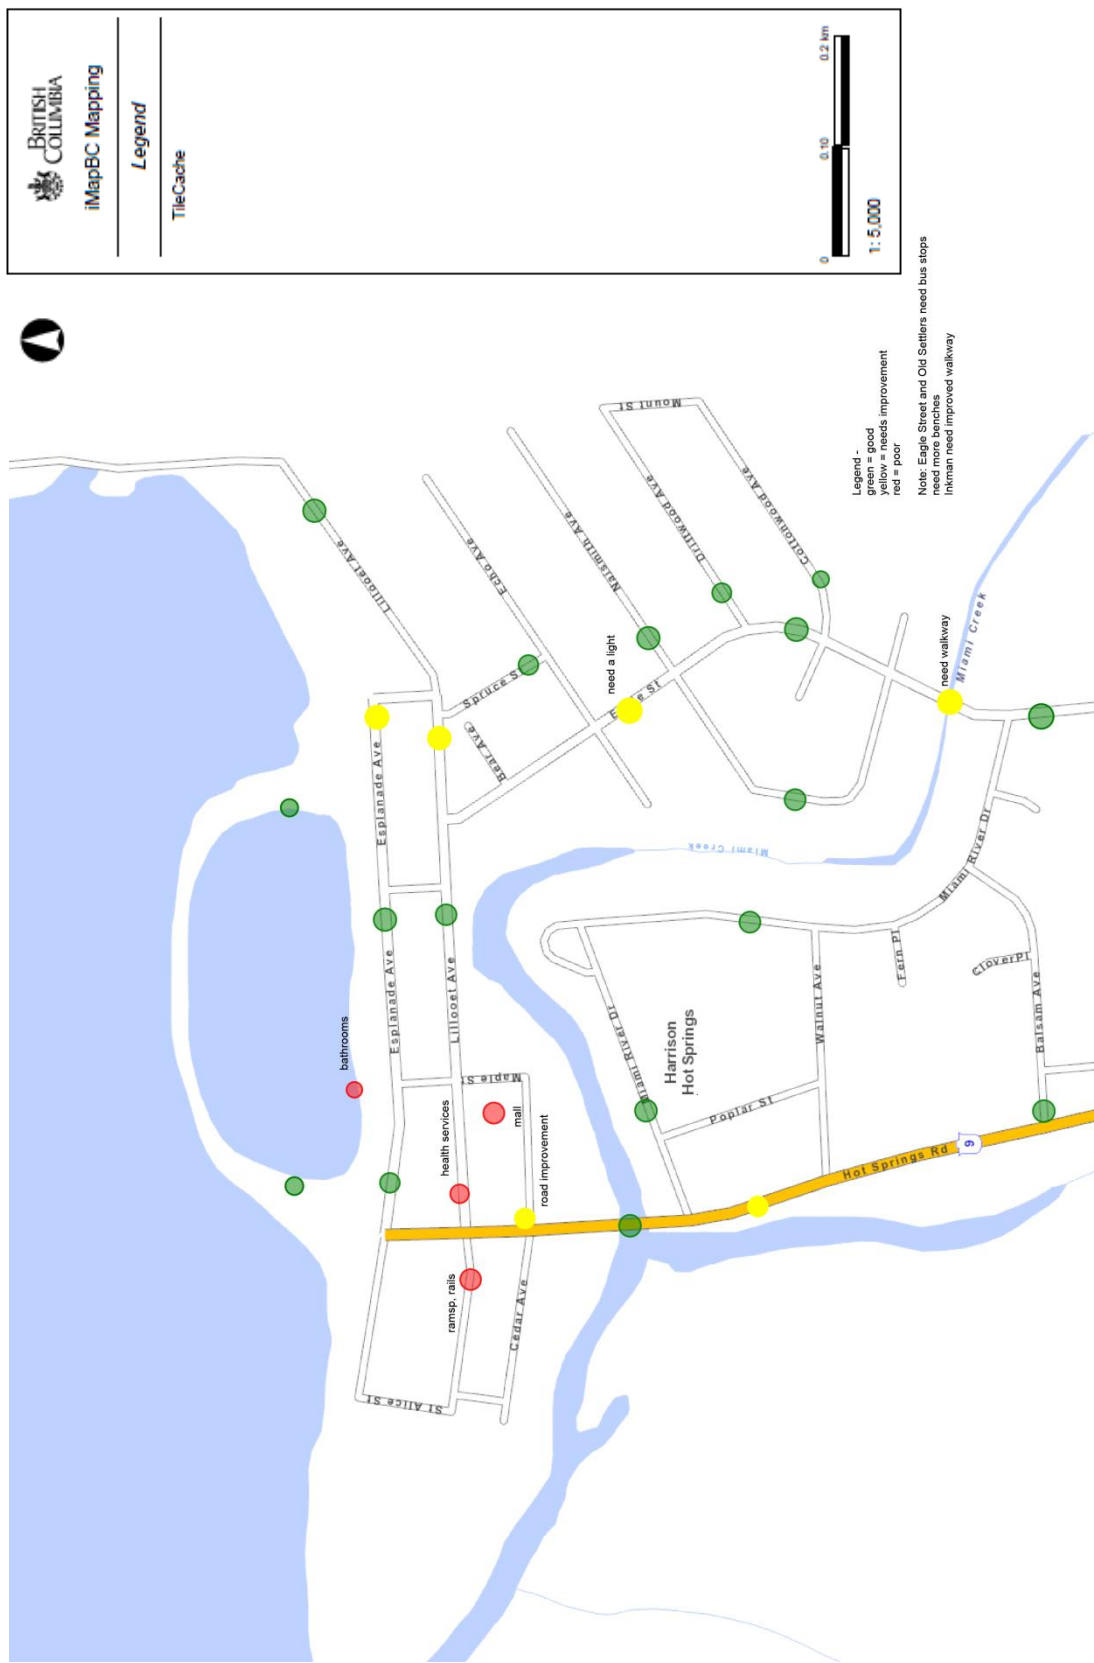 BRITISH
COLUMBIA
iMapBC Mapping
Legend
TileCache
0 0.10 0.2 km
1: 5,000
Legend -
green = good
yellow = needs improvement
red = poor
Note: Eagle Street and Old Settlers need bus stops
need more benches
Inkman need improved walkway
Lillooet Ave
Echo Ave
Naismith Ave
Driftwood Ave
Mount St
Cottonwood Ave
Spruce St
Bear Ave
need a light
need walkway
Miami Creek
Miami Creek
Esplanade Ave
Esplanade Ave
Lillooet Ave
bathrooms
health services
Maple St
mall
road improvement
ramsp, rails
Cedar Ave
St Alice St
Harrison
Hot Springs
Miami River Dr
Miami River Dr
Poplar St
Walnut Ave
Fern Pl
Clover Pl
Balsam Ave
Hot Springs Rd
9